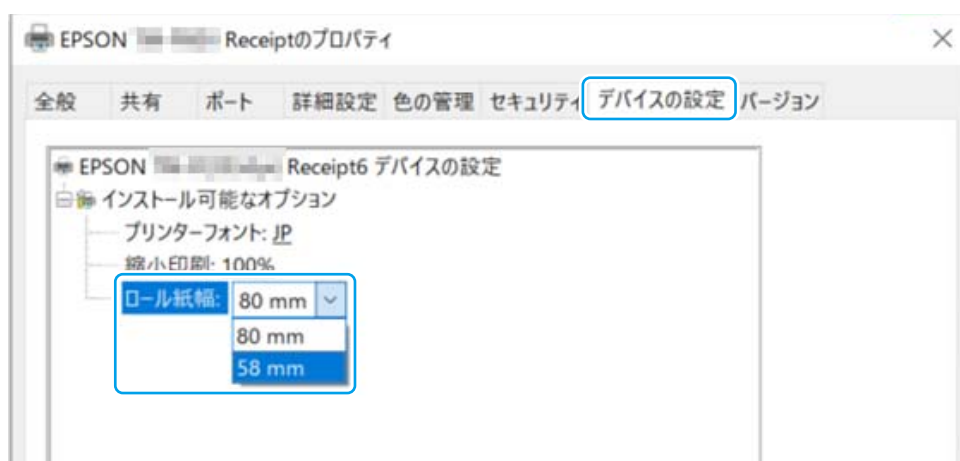 EPSON Receiptのプロパティ
全般 共有 ポート 詳細設定 色の管理 セキュリティ デバイスの設定 バージョン
EPSON Receipt6 デバイスの設定
インストール可能なオプション
プリンターフォント: JP
縮小印刷: 100%
ロール紙幅: 80 mm
80 mm
58 mm